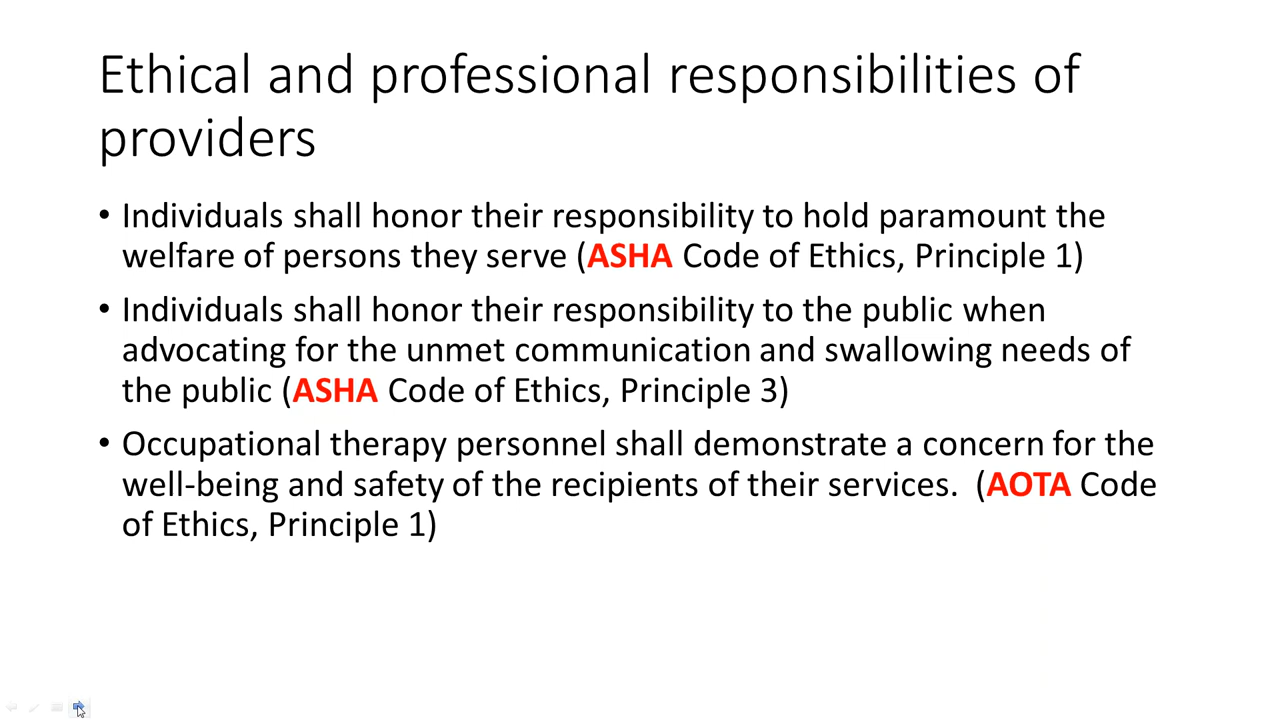 Ethical and professional responsibilities of
providers
• Individuals shall honor their responsibility to hold paramount the
welfare of persons they serve (ASHA Code of Ethics, Principle 1)
• Individuals shall honor their responsibility to the public when
advocating for the unmet communication and swallowing needs of
the public (ASHA Code of Ethics, Principle 3)
• Occupational therapy personnel shall demonstrate a concern for the
well-being and safety of the recipients of their services.  (AOTA Code
of Ethics, Principle 1)